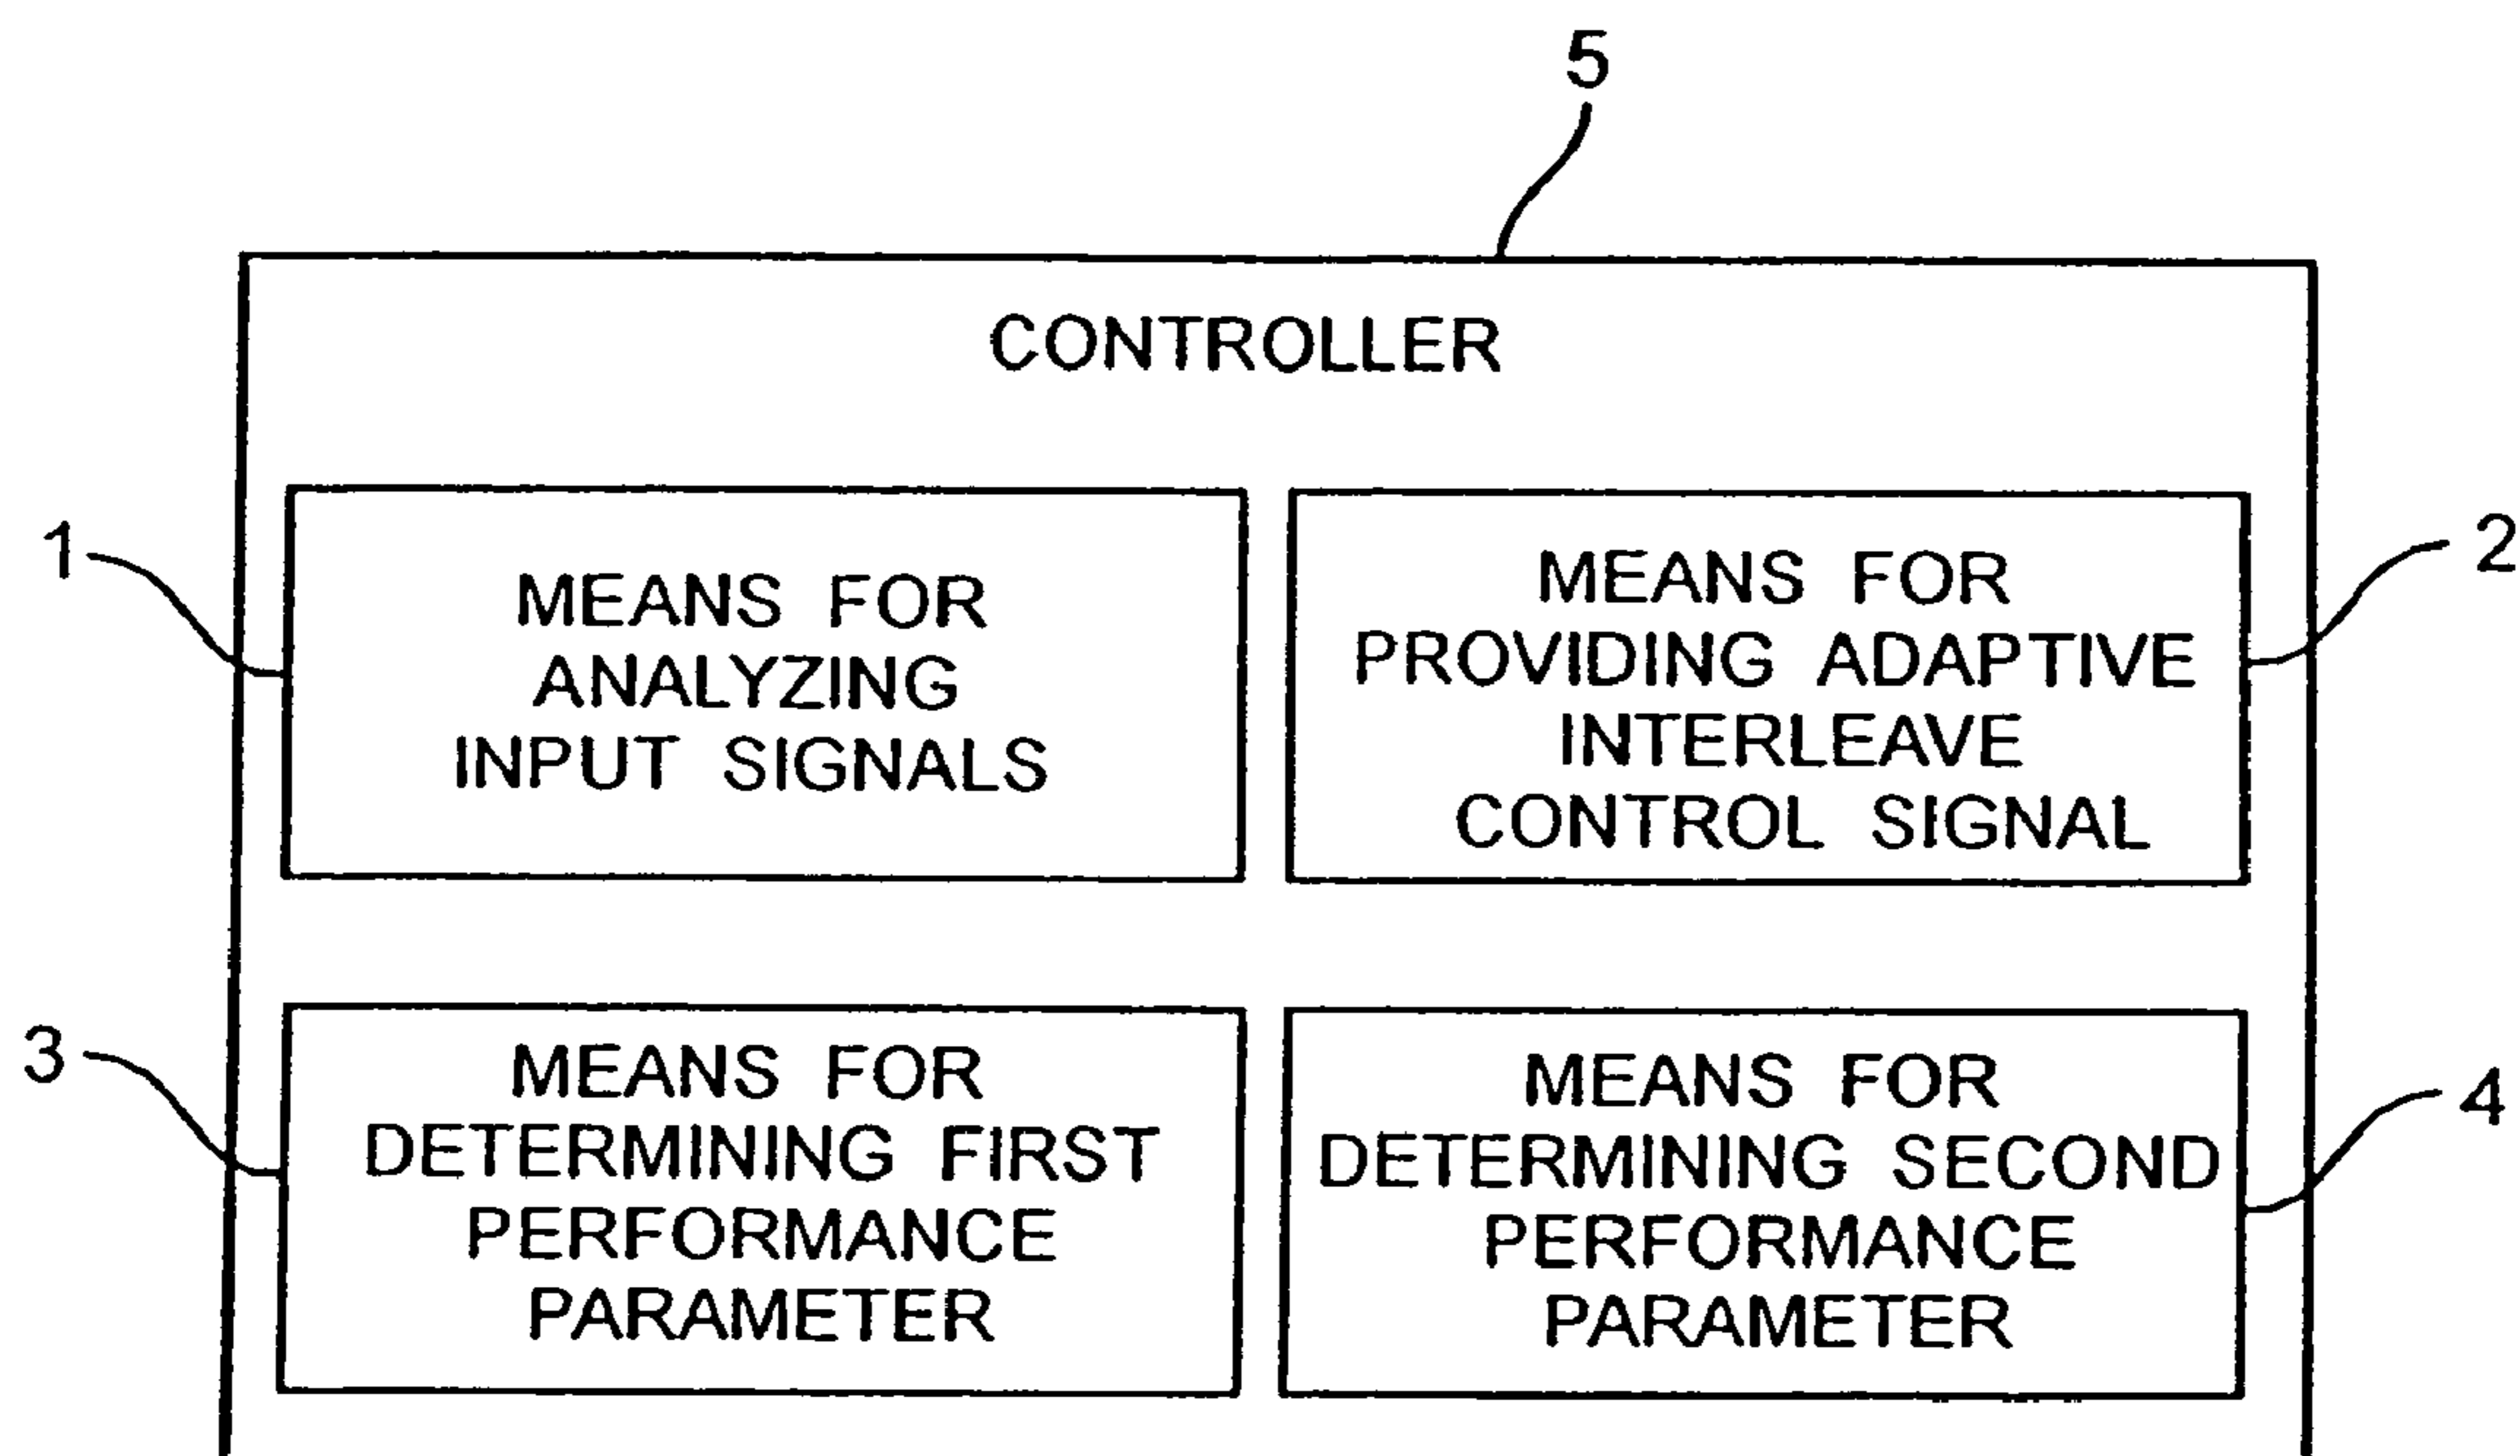 5
CONTROLLER
1
MEANS FOR
ANALYZING
INPUT SIGNALS
MEANS FOR
PROVIDING ADAPTIVE
INTERLEAVE
CONTROL SIGNAL
2
3
MEANS FOR
DETERMINING FIRST
PERFORMANCE
PARAMETER
MEANS FOR
DETERMINING SECOND
PERFORMANCE
PARAMETER
4